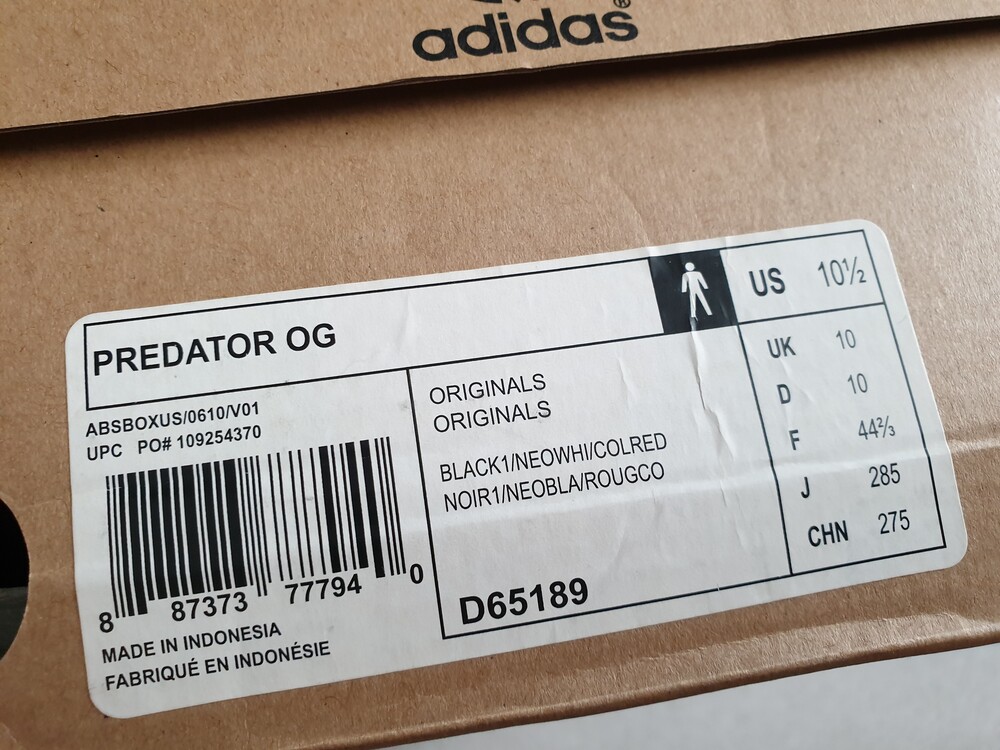 adidas®
PREDATOR OG
US 10½
ABSBOXUS/0610/V01
UPC PO# 109254370
8 87373 77794 0
MADE IN INDONESIA
FABRIQUÉ EN INDONÉSIE
ORIGINALS
ORIGINALS
BLACK1/NEOWHI/COLRED
NOIR1/NEOBLA/ROUGCO
D65189
UK 10
D 10
F 44⅔
J 285
CHN 275